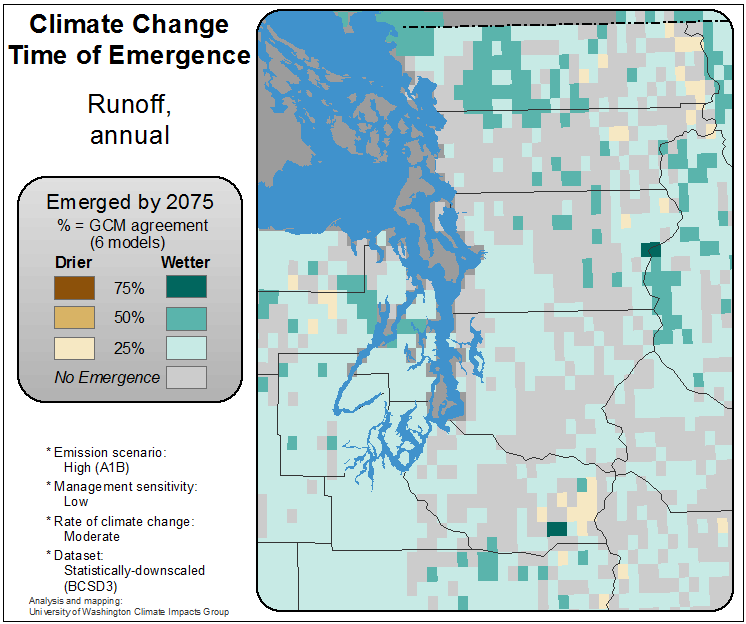 Climate Change
Time of Emergence
Runoff,
annual
Emerged by 2075
% = GCM agreement
(6 models)
Drier Wetter
75%
50%
25%
No Emergence
* Emission scenario:
High (A1B)
* Management sensitivity:
Low
* Rate of climate change:
Moderate
* Dataset:
Statistically-downscaled
(BCSD3)
Analysis and mapping:
University of Washington Climate Impacts Group